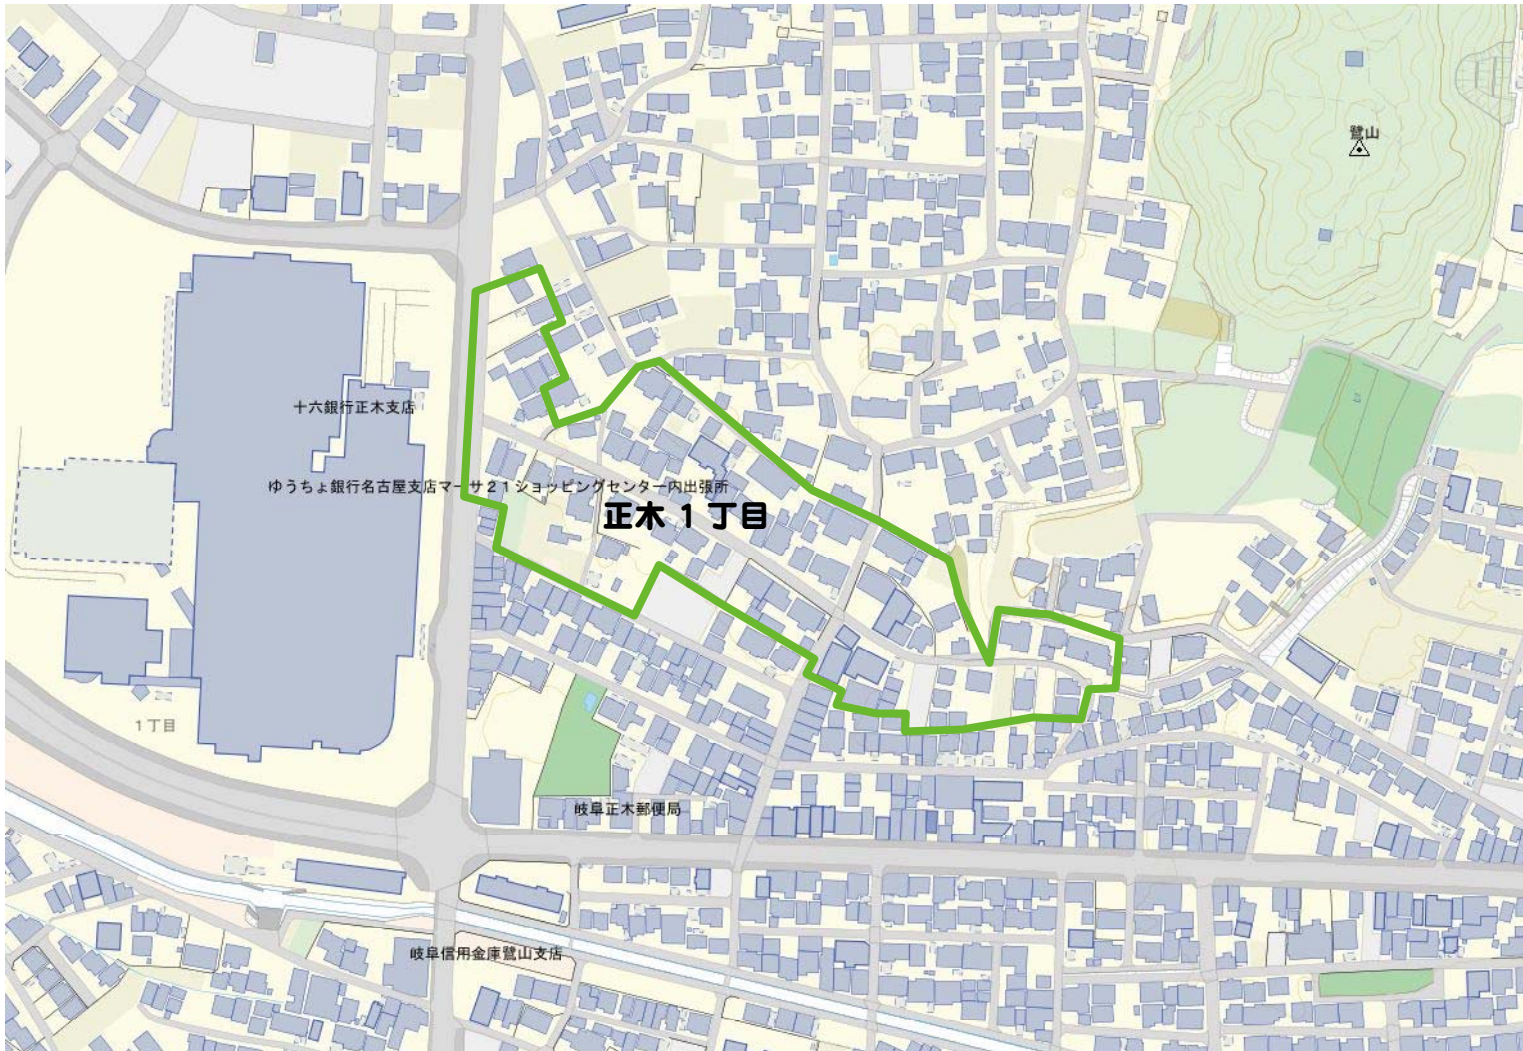 鷺山
十六銀行正木支店
ゆうちょ銀行名古屋支店マーサ21ショッピングセンター内出張所
正木1丁目
1丁目
岐阜正木郵便局
岐阜信用金庫鷺山支店